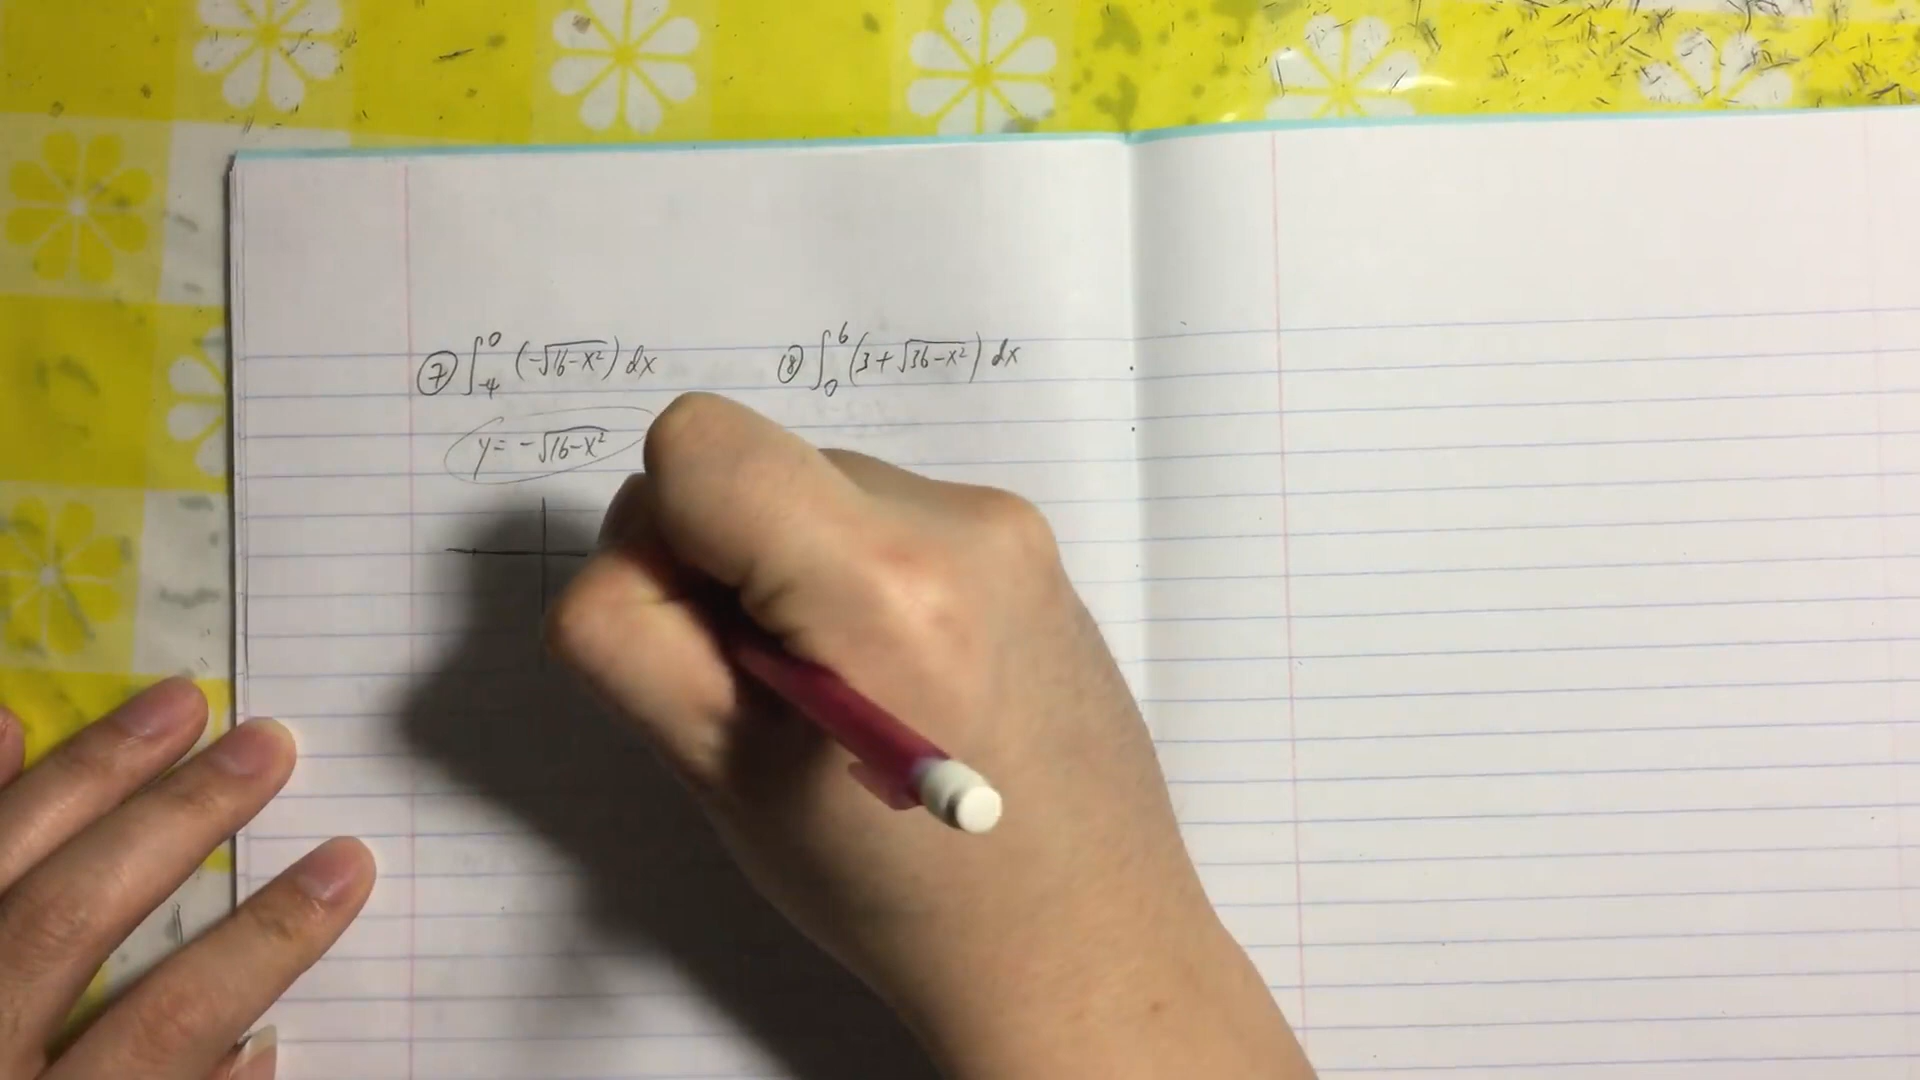 ⑦ ∫₋₄⁰ (-√(16-x²)) dx
⑧ ∫₀⁶ (3+√(36-x²)) dx
y = -√(16-x²)